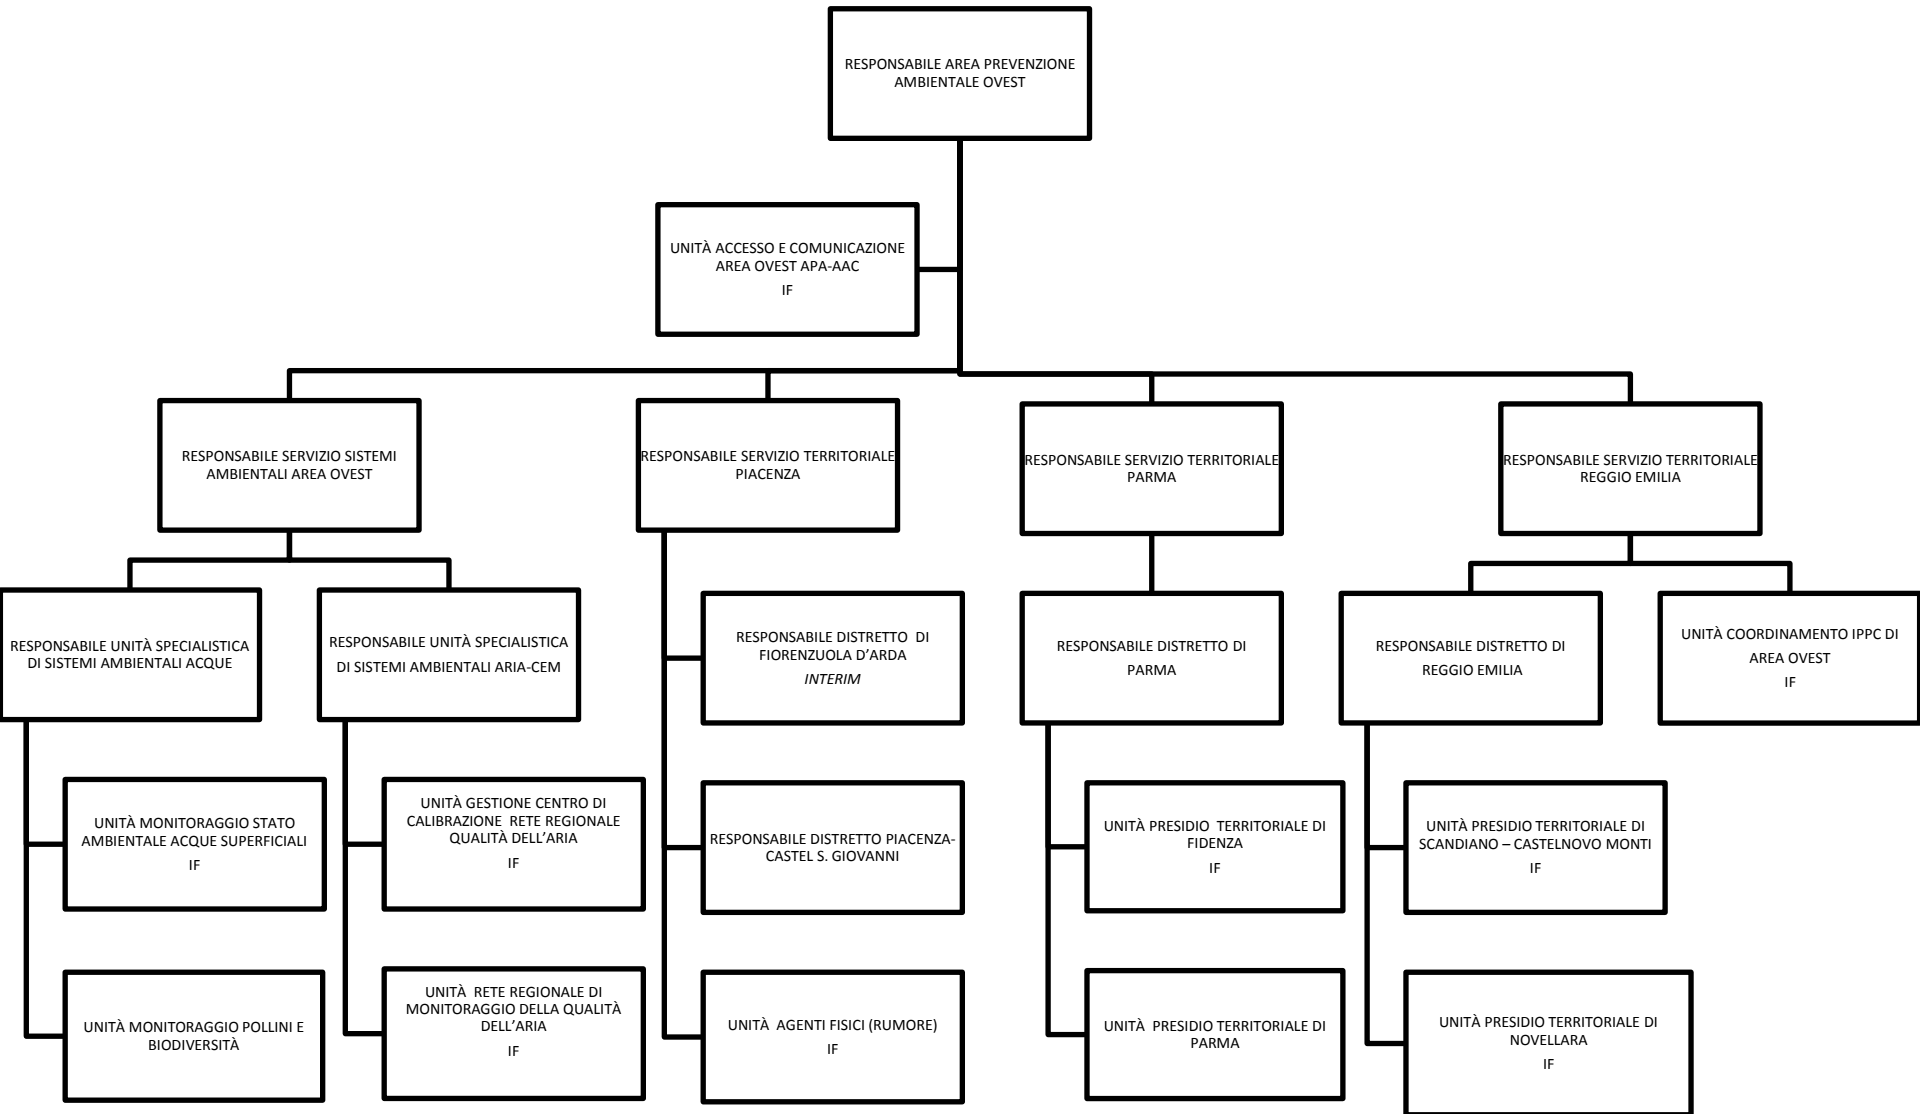 RESPONSABILE AREA PREVENZIONE
AMBIENTALE OVEST
UNITÀ ACCESSO E COMUNICAZIONE
AREA OVEST APA-AAC
IF
RESPONSABILE SERVIZIO SISTEMI
AMBIENTALI AREA OVEST
RESPONSABILE SERVIZIO TERRITORIALE
PIACENZA
RESPONSABILE SERVIZIO TERRITORIALE
PARMA
RESPONSABILE SERVIZIO TERRITORIALE
REGGIO EMILIA
RESPONSABILE UNITÀ SPECIALISTICA
DI SISTEMI AMBIENTALI ACQUE
RESPONSABILE UNITÀ SPECIALISTICA
DI SISTEMI AMBIENTALI ARIA-CEM
RESPONSABILE DISTRETTO DI
FIORENZUOLA D'ARDA
INTERIM
RESPONSABILE DISTRETTO DI
PARMA
RESPONSABILE DISTRETTO DI
REGGIO EMILIA
UNITÀ COORDINAMENTO IPPC DI
AREA OVEST
IF
UNITÀ MONITORAGGIO STATO
AMBIENTALE ACQUE SUPERFICIALI
IF
UNITÀ GESTIONE CENTRO DI
CALIBRAZIONE RETE REGIONALE
QUALITÀ DELL'ARIA
IF
RESPONSABILE DISTRETTO PIACENZA-
CASTEL S. GIOVANNI
UNITÀ PRESIDIO TERRITORIALE DI
FIDENZA
IF
UNITÀ PRESIDIO TERRITORIALE DI
SCANDIANO – CASTELNOVO MONTI
IF
UNITÀ MONITORAGGIO POLLINI E
BIODIVERSITÀ
UNITÀ RETE REGIONALE DI
MONITORAGGIO DELLA QUALITÀ
DELL'ARIA
IF
UNITÀ AGENTI FISICI (RUMORE)
IF
UNITÀ PRESIDIO TERRITORIALE DI
PARMA
UNITÀ PRESIDIO TERRITORIALE DI
NOVELLARA
IF